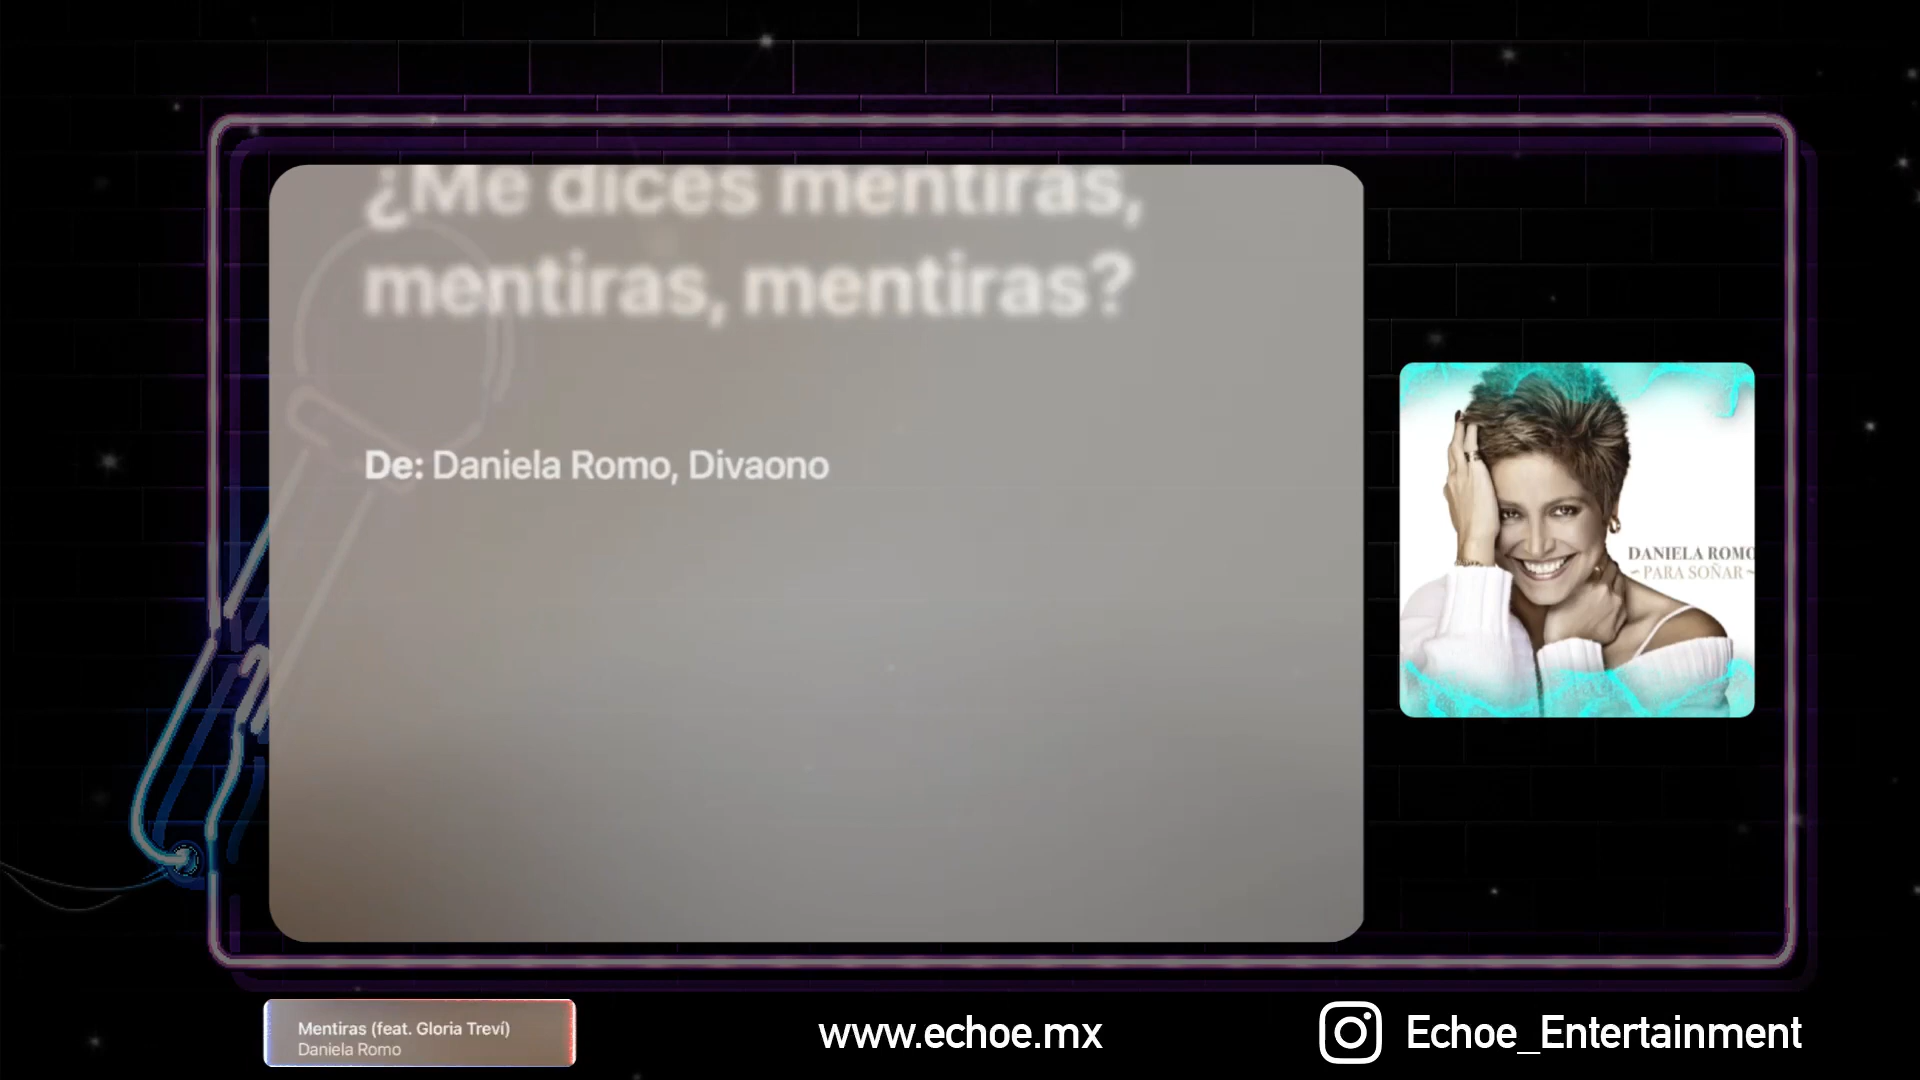 ¿Me dices mentiras,
mentiras, mentiras?
De: Daniela Romo, Divaono
DANIELA ROMO
~PARA SOÑAR~
Mentiras (feat. Gloria Treví)
Daniela Romo
www.echoe.mx
Echoe_Entertainment